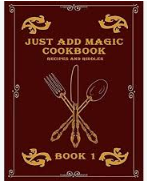 JUST ADD MAGIC
COOKBOOK
RECIPES AND RIDDLES
BOOK 1